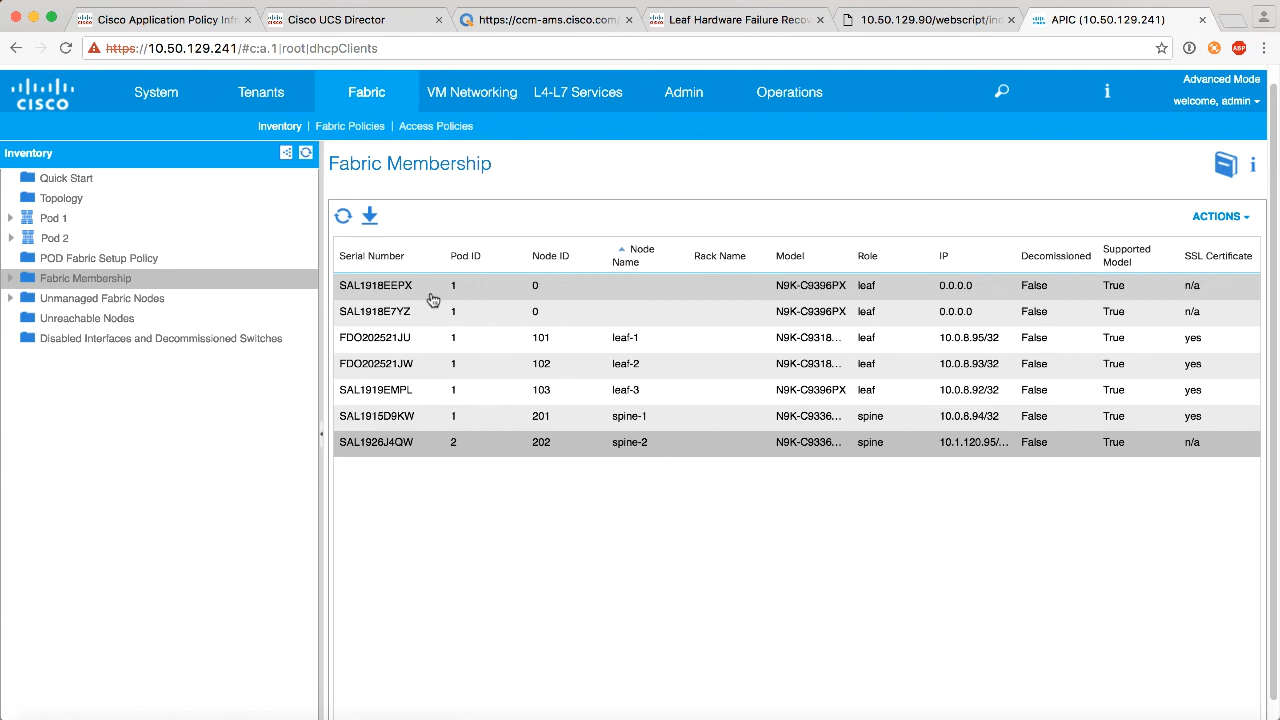 Cisco Application Policy Infr
Cisco UCS Director
https://com-ams.cisco.com/
Leaf Hardware Failure - cco
10.50.129.90/webscript/inc
APIC (10.50.129.241)
https://10.50.129.241/#c:a.1|root|dhcpClients
ABP
CISCO
System
Tenants
Fabric
VM Networking
L4-L7 Services
Admin
Operations
Advanced Mode
welcome, admin
Inventory | Fabric Policies | Access Policies
Inventory
Quick Start
Topology
Pod 1
Pod 2
POD Fabric Setup Policy
Fabric Membership
Unmanaged Fabric Nodes
Unreachable Nodes
Disabled Interfaces and Decommissioned Switches
Fabric Membership
ACTIONS
Serial Number Pod ID Node ID Node Name Rack Name Model Role IP Decomissioned Supported Model SSL Certificate
SAL1918EEPX 1 0 N9K-C9396PX leaf 0.0.0.0 False True n/a
SAL1918E7YZ 1 0 N9K-C9396PX leaf 0.0.0.0 False True n/a
FDO202521JU 1 101 leaf-1 N9K-C9318... leaf 10.0.8.95/32 False True yes
FDO202521JW 1 102 leaf-2 N9K-C9318... leaf 10.0.8.93/32 False True yes
SAL1919EMPL 1 103 leaf-3 N9K-C9396PX leaf 10.0.8.92/32 False True yes
SAL1915D9KW 1 201 spine-1 N9K-C9336... spine 10.0.8.94/32 False True yes
SAL1926J4QW 2 202 spine-2 N9K-C9336... spine 10.1.120.95/... False True n/a